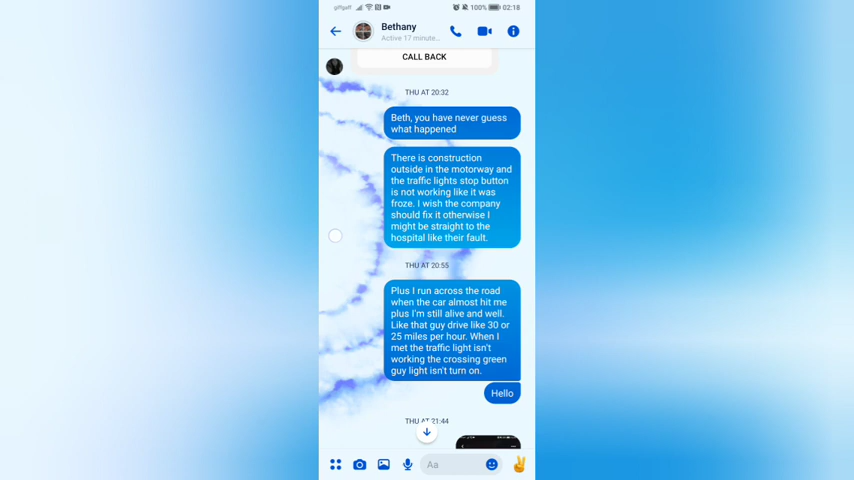 giffgaff 100% 02:18
Bethany
Active 17 minute...
CALL BACK
THU AT 20:32
Beth, you have never guess
what happened
There is construction
outside in the motorway and
the traffic lights stop button
is not working like it was
froze. I wish the company
should fix it otherwise I
might be straight to the
hospital like their fault.
THU AT 20:55
Plus I run across the road
when the car almost hit me
plus I'm still alive and well.
Like that guy drive like 30 or
25 miles per hour. When I
met the traffic light isn't
working the crossing green
guy light isn't turn on.
Hello
THU AT 21:44
Aa